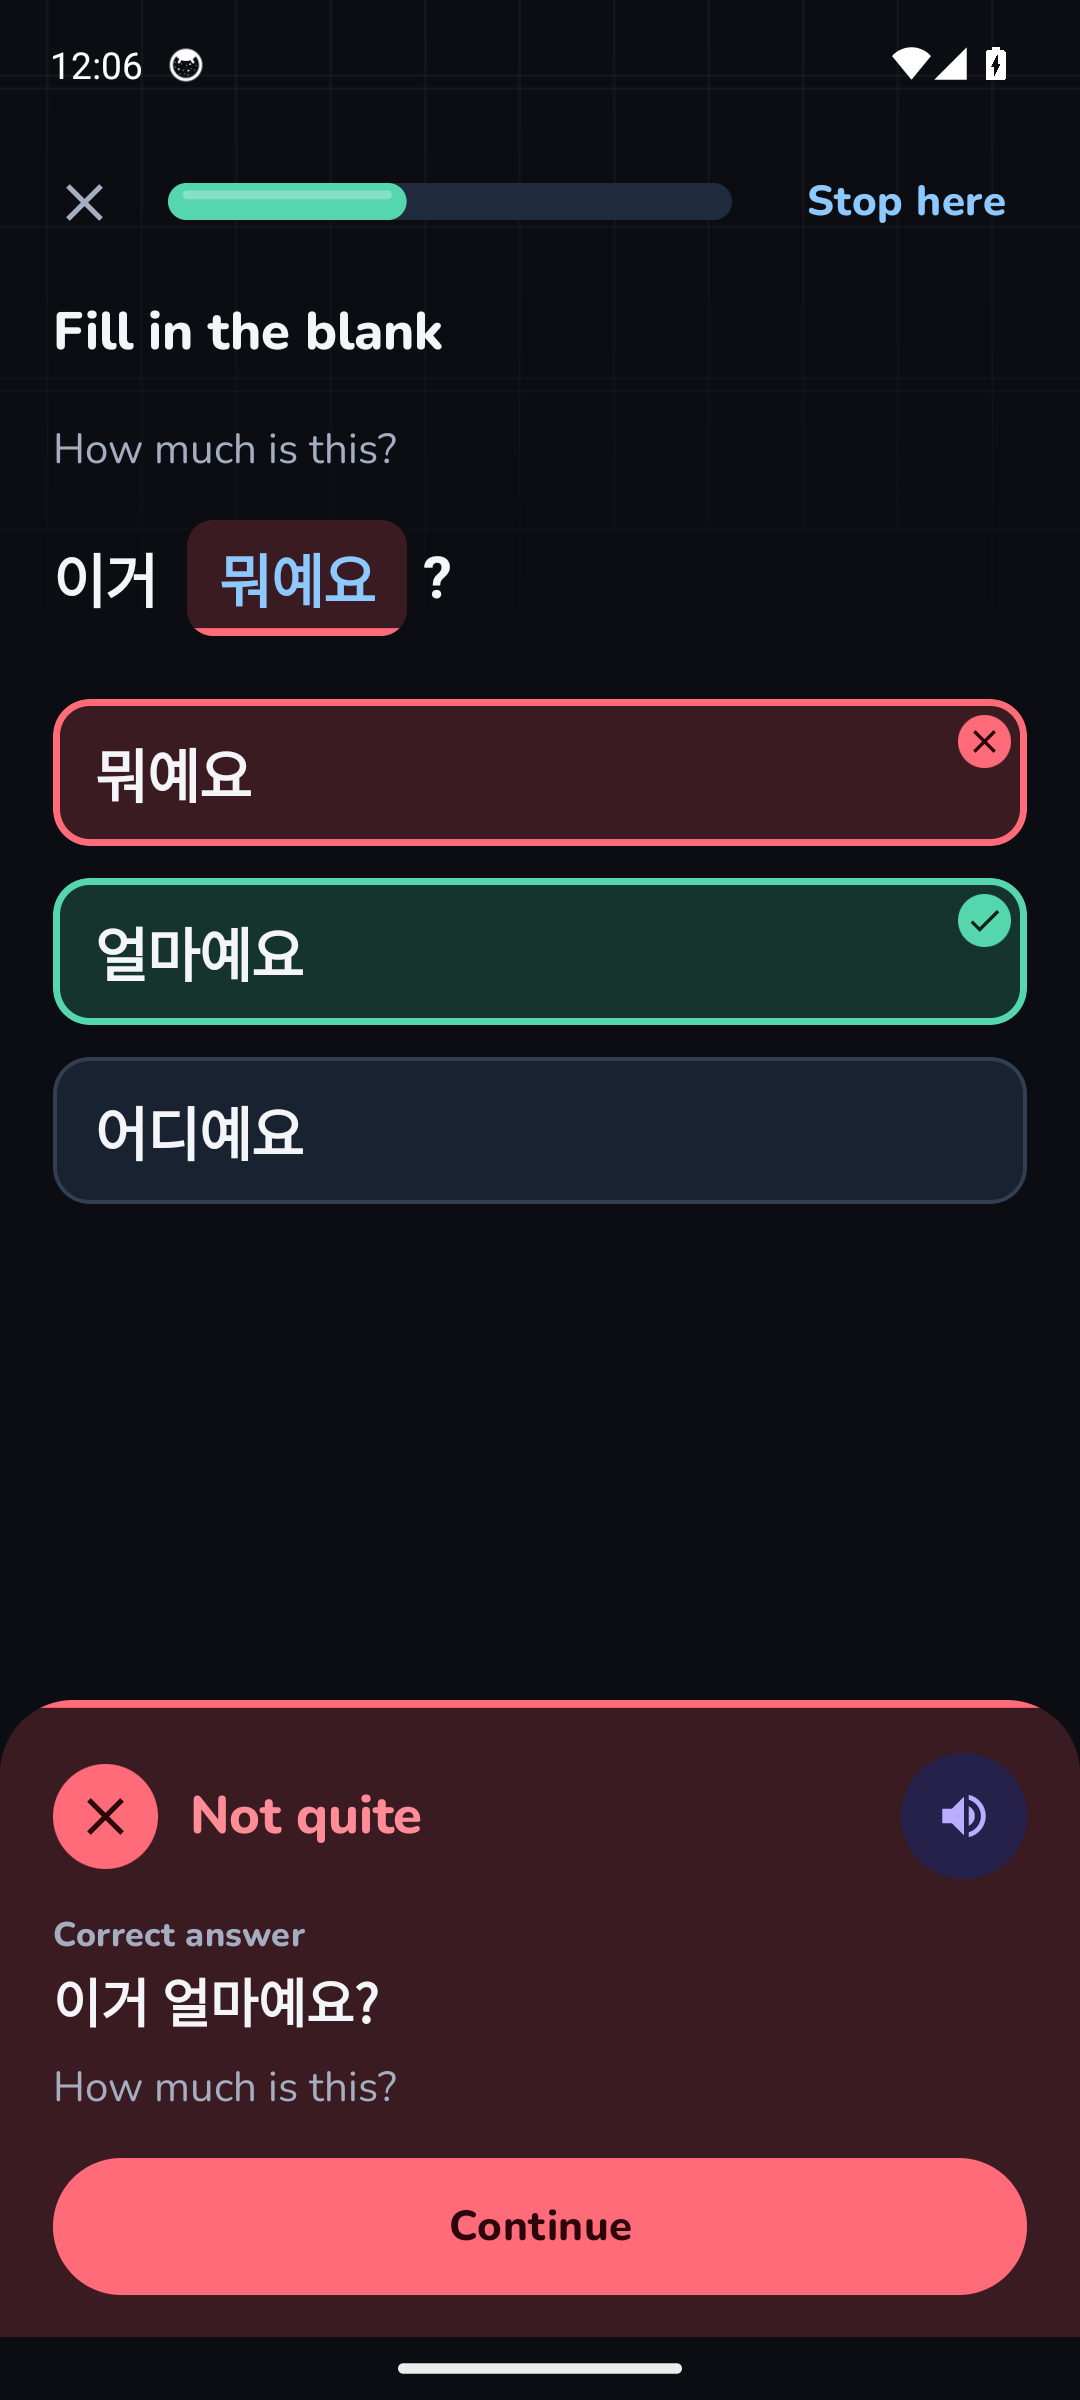 12:06
Stop here
Fill in the blank
How much is this?
이거 뭐예요 ?
뭐예요
얼마예요
어디예요
Not quite
Correct answer
이거 얼마예요?
How much is this?
Continue